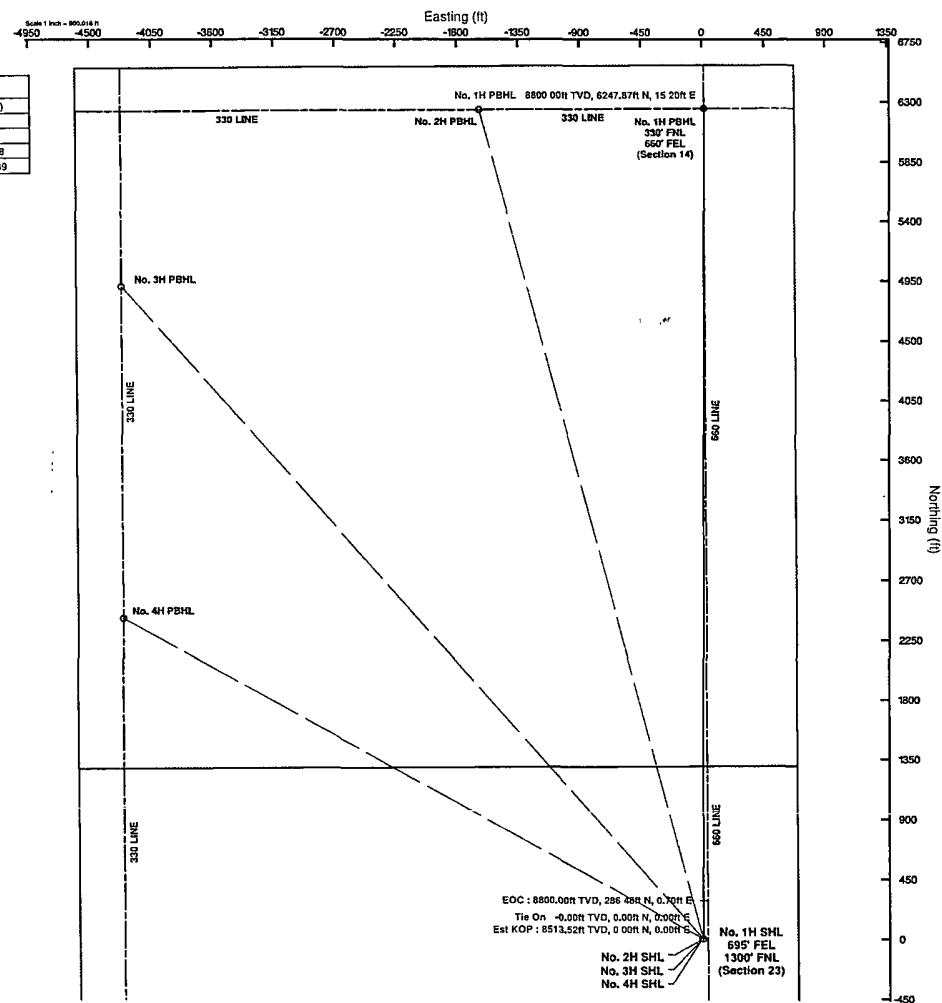 Easting (ft)
Scale 1 inch = 800.016 ft
-4950 -4500 -4050 -3600 -3150 -2700 -2250 -1800 -1350 -900 -450 0 450 900 1350
6750
No. 1H PBHL 8800 00ft TVD, 6247.87ft N, 15 20ft E
6300
330 LINE
No. 2H PBHL
330 LINE
No. 1H PBHL
330' FNL
660' FEL
(Section 14)
5850
5400
No. 3H PBHL
4950
4500
330 LINE
660 LINE
4050
3600
Northing (ft)
3150
2700
No. 4H PBHL
2250
1800
1350
330 LINE
660 LINE
900
450
EOC : 8800.00ft TVD, 286 48ft N, 0.70ft E
Tie On -0.00ft TVD, 0.00ft N, 0.00ft E
Est KOP : 8513.52ft TVD, 0 00ft N, 0.00ft E
0
No. 1H SHL
695' FEL
1300' FNL
(Section 23)
No. 2H SHL
No. 3H SHL
No. 4H SHL
-450